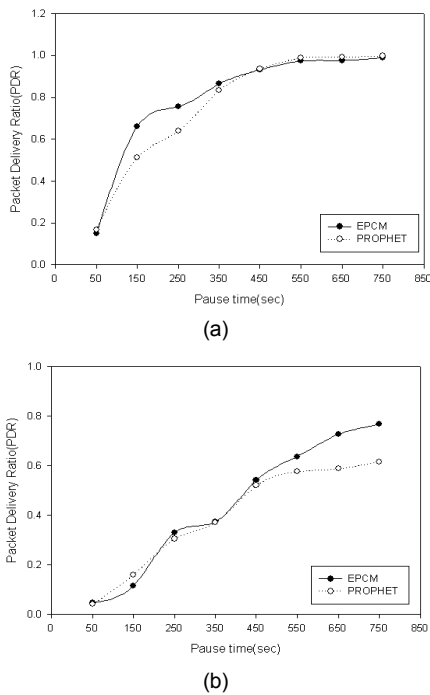 1.2
1.0
0.8
0.6
0.4
0.2
0.0
Packet Delivery Ratio(PDR)
EPCM
PROPHET
0 50 150 250 350 450 550 650 750 850
Pause time(sec)
(a)
1.0
0.8
0.6
0.4
0.2
0.0
Packet Delivery Ratio(PDR)
EPCM
PROPHET
0 50 150 250 350 450 550 650 750 850
Pause time(sec)
(b)